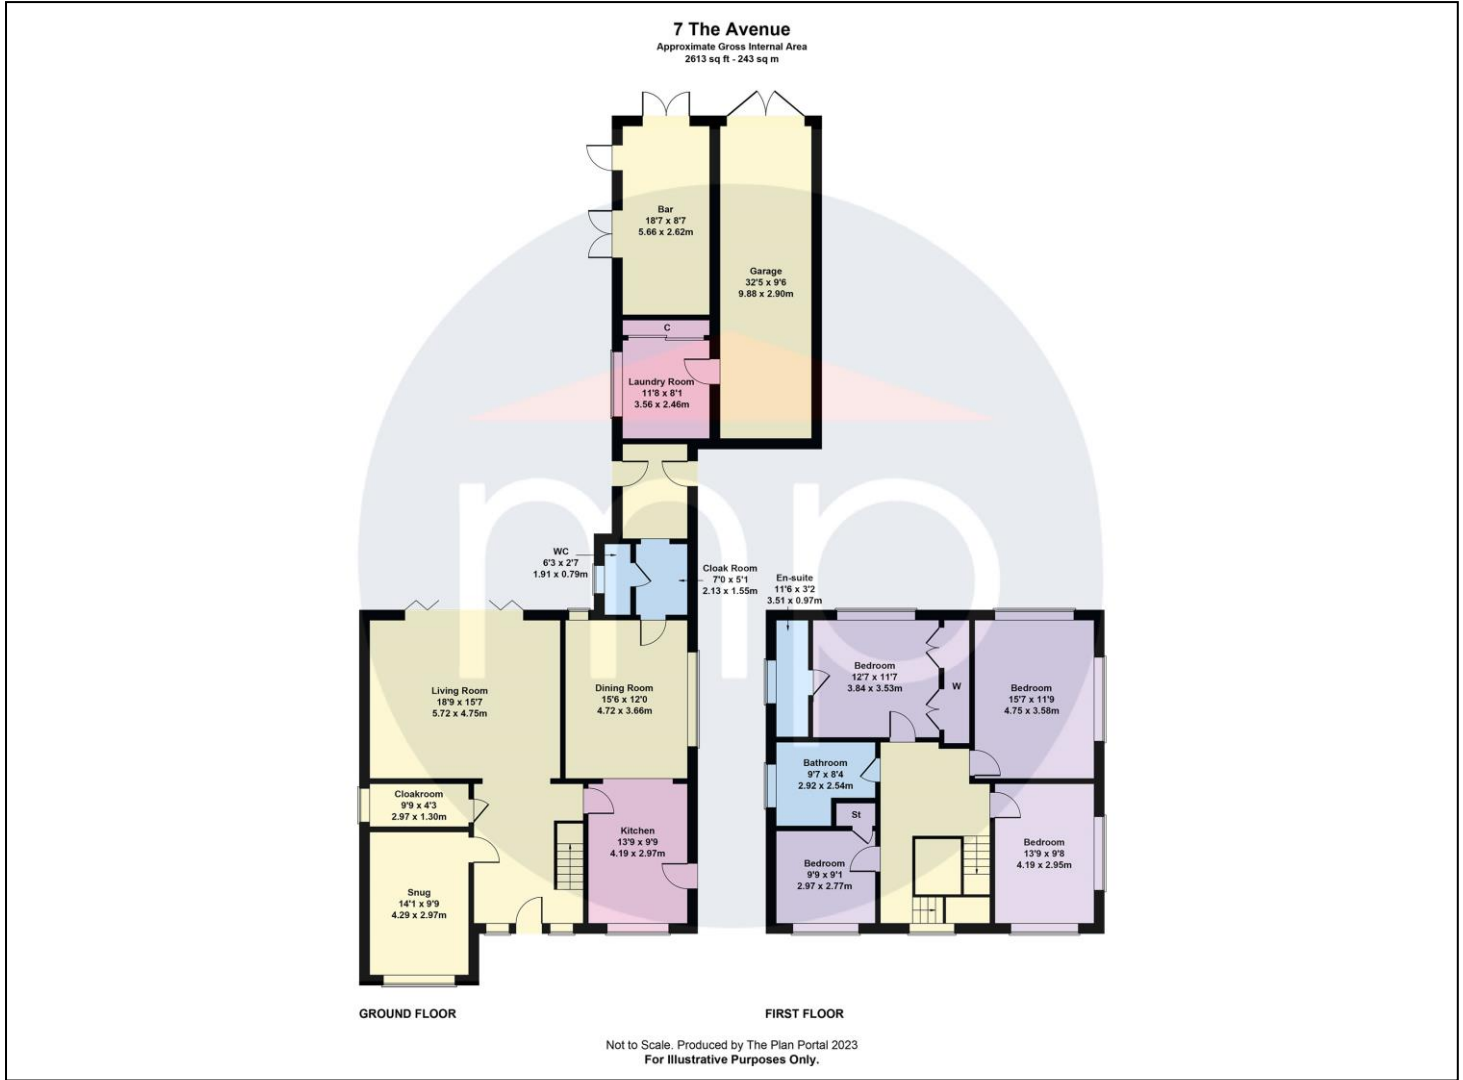 7 The Avenue
Approximate Gross Internal Area
2613 sq ft - 243 sq m
Bar
18'7 x 8'7
5.66 x 2.62m
Garage
32'5 x 9'6
9.88 x 2.90m
C
Laundry Room
11'8 x 8'1
3.56 x 2.46m
mp
WC
6'3 x 2'7
1.91 x 0.79m
Cloak Room
7'0 x 5'1
2.13 x 1.55m
En-suite
11'6 x 3'2
3.51 x 0.97m
Living Room
18'9 x 15'7
5.72 x 4.75m
Dining Room
15'6 x 12'0
4.72 x 3.66m
Bedroom
12'7 x 11'7
3.84 x 3.53m
W
Bedroom
15'7 x 11'9
4.75 x 3.58m
Cloakroom
9'9 x 4'3
2.97 x 1.30m
Kitchen
13'9 x 9'9
4.19 x 2.97m
Snug
14'1 x 9'9
4.29 x 2.97m
Bathroom
9'7 x 8'4
2.92 x 2.54m
St
Bedroom
9'9 x 9'1
2.97 x 2.77m
Bedroom
13'9 x 9'8
4.19 x 2.95m
GROUND FLOOR
FIRST FLOOR
Not to Scale. Produced by The Plan Portal 2023
For Illustrative Purposes Only.